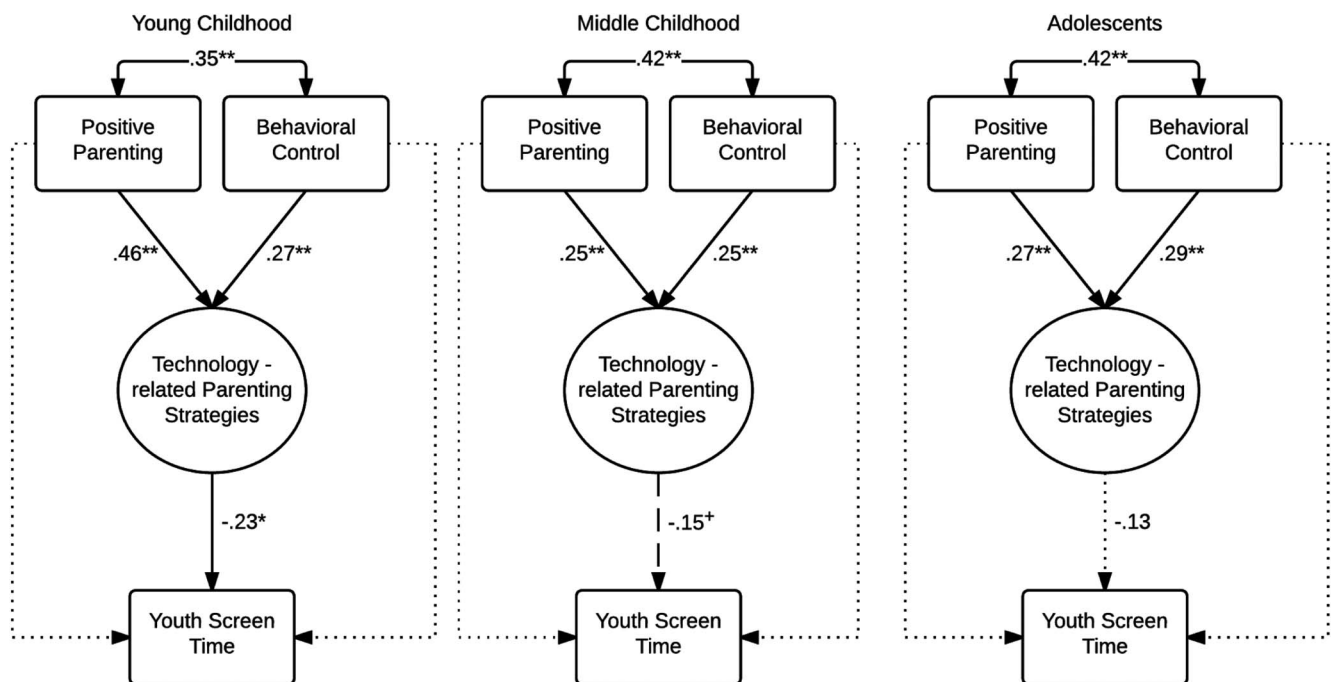 Young Childhood
.35**
Positive
Parenting
Behavioral
Control
.46**
.27**
Technology -
related Parenting
Strategies
-.23*
Youth Screen
Time
Middle Childhood
.42**
Positive
Parenting
Behavioral
Control
.25**
.25**
Technology -
related Parenting
Strategies
-.15+
Youth Screen
Time
Adolescents
.42**
Positive
Parenting
Behavioral
Control
.27**
.29**
Technology -
related Parenting
Strategies
-.13
Youth Screen
Time